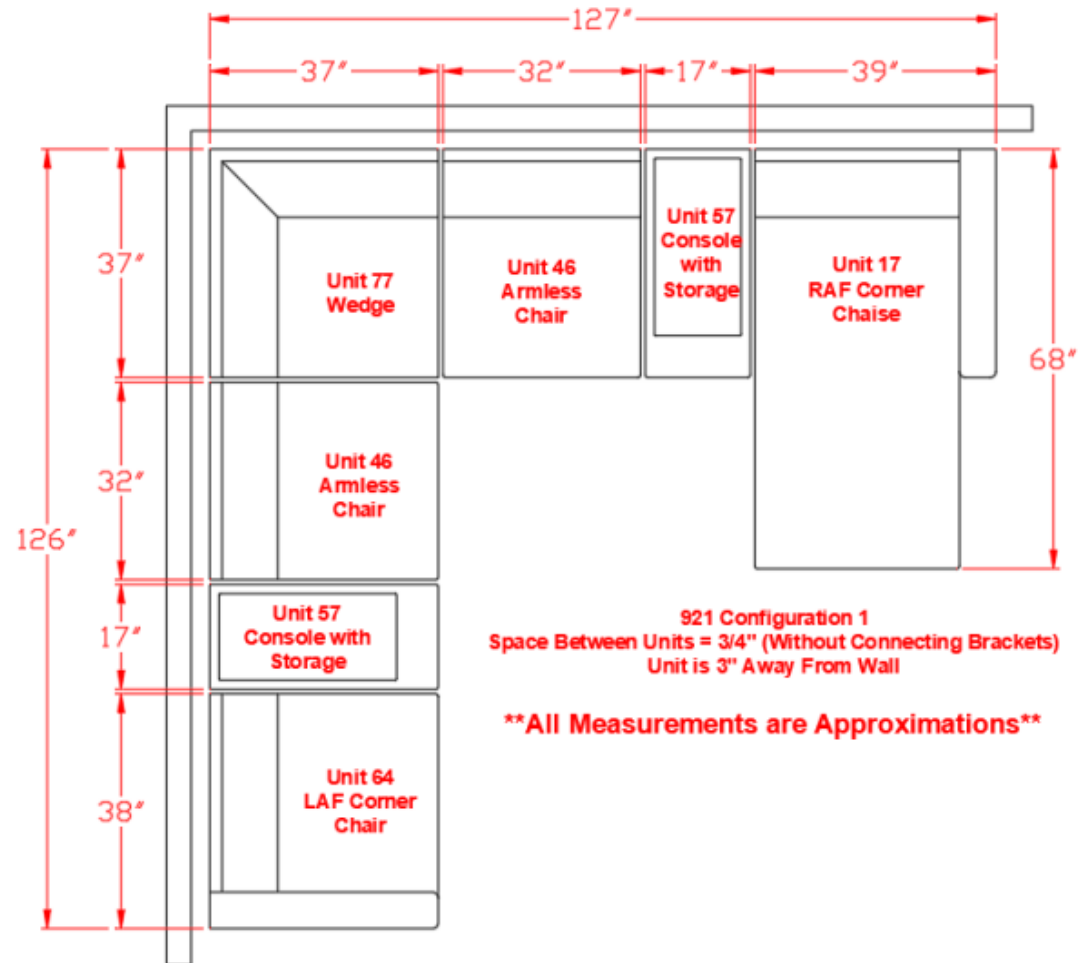 127"
37"
32"
17"
39"
Unit 77
Wedge
Unit 46
Armless
Chair
Unit 57
Console
with
Storage
Unit 17
RAF Corner
Chaise
37"
68"
Unit 46
Armless
Chair
32"
126"
Unit 57
Console with
Storage
17"
921 Configuration 1
Space Between Units = 3/4" (Without Connecting Brackets)
Unit is 3" Away From Wall
**All Measurements are Approximations**
Unit 64
LAF Corner
Chair
38"